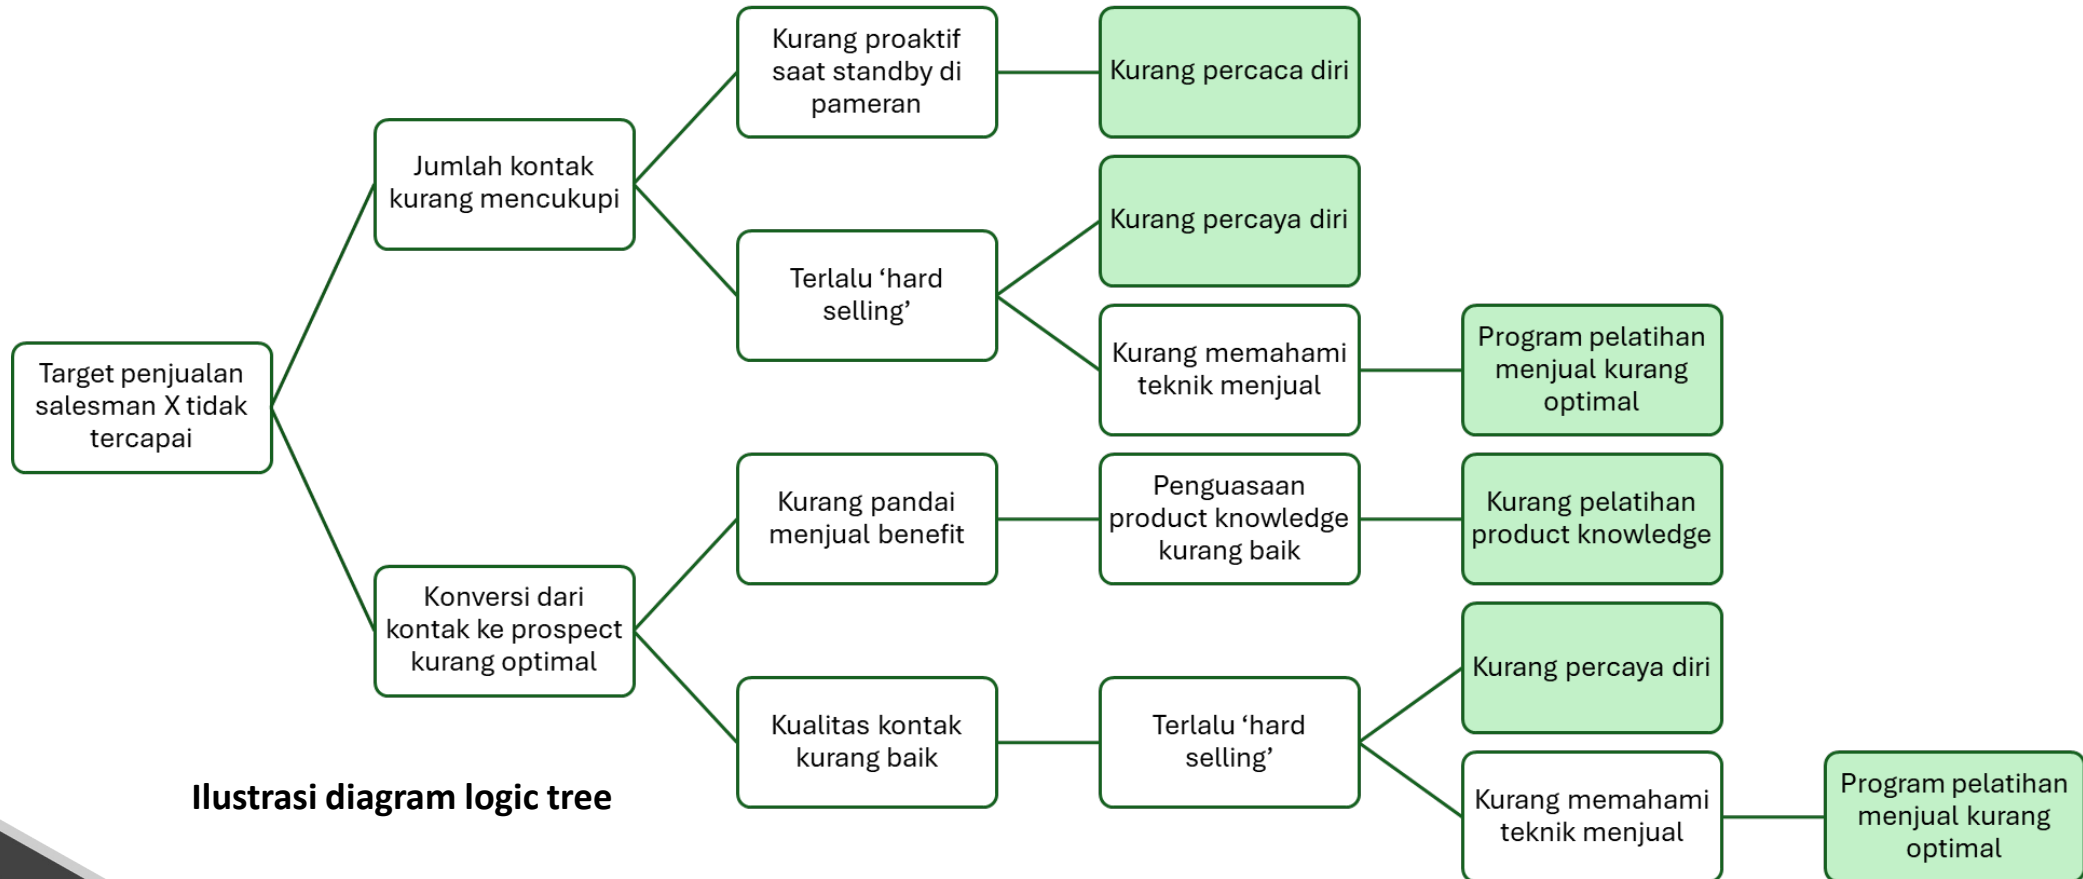 Target penjualan
salesman X tidak
tercapai
Jumlah kontak
kurang mencukupi
Kurang proaktif
saat standby di
pameran
Kurang percaca diri
Terlalu ‘hard
selling’
Kurang percaya diri
Kurang memahami
teknik menjual
Program pelatihan
menjual kurang
optimal
Konversi dari
kontak ke prospect
kurang optimal
Kurang pandai
menjual benefit
Penguasaan
product knowledge
kurang baik
Kurang pelatihan
product knowledge
Kualitas kontak
kurang baik
Terlalu ‘hard
selling’
Kurang percaya diri
Kurang memahami
teknik menjual
Program pelatihan
menjual kurang
optimal
Ilustrasi diagram logic tree